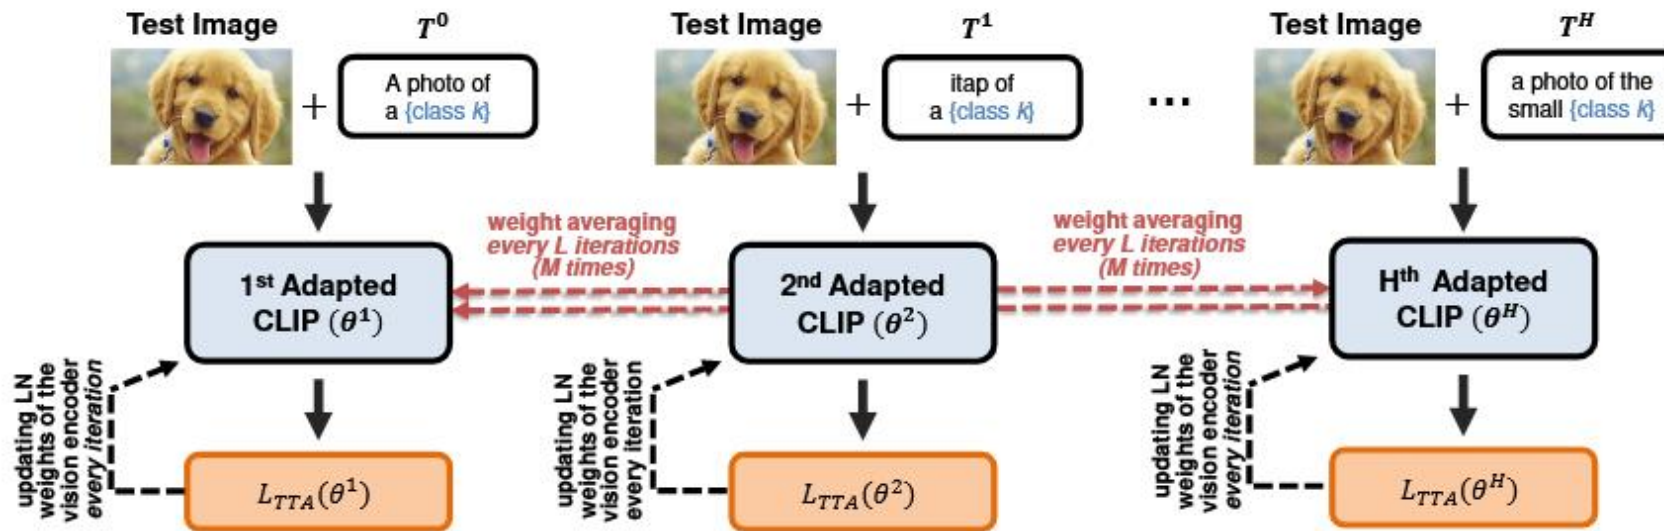 Test Image
T⁰
A photo of
a {class k}
+
Test Image
T¹
itap of
a {class k}
+
...
Test Image
Tᴴ
a photo of the
small {class k}
+
weight averaging
every L iterations
(M times)
weight averaging
every L iterations
(M times)
1st Adapted
CLIP (θ¹)
2nd Adapted
CLIP (θ²)
Hth Adapted
CLIP (θᴴ)
updating LN
weights of the
vision encoder
every iteration
updating LN
weights of the
vision encoder
every iteration
updating LN
weights of the
vision encoder
every iteration
L_TTA(θ¹)
L_TTA(θ²)
L_TTA(θᴴ)